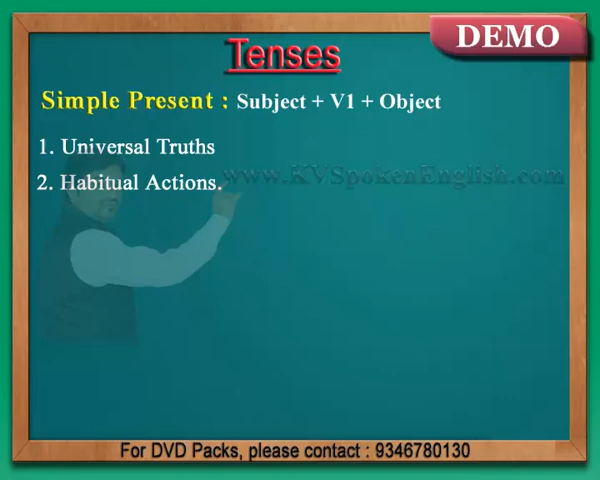 Tenses
DEMO
Simple Present : Subject + V1 + Object
1. Universal Truths
2. Habitual Actions.
www.KVSpokenEnglish.com
For DVD Packs, please contact : 9346780130